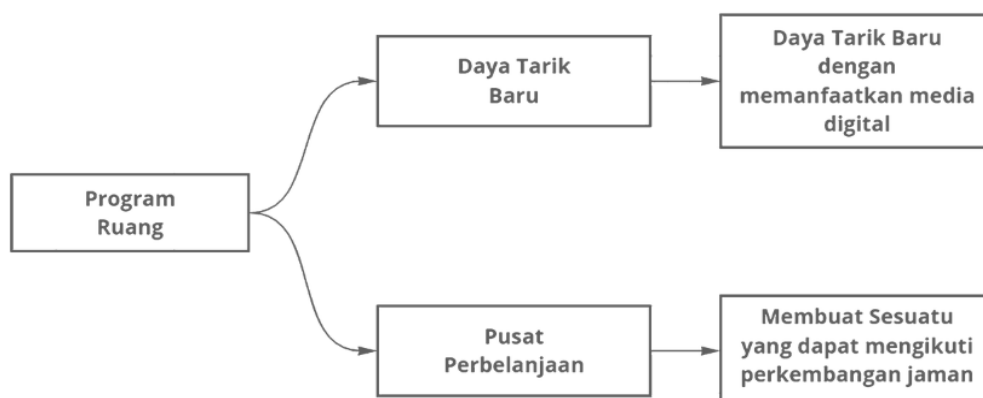 Program
Ruang
Daya Tarik
Baru
Daya Tarik Baru
dengan
memanfaatkan media
digital
Pusat
Perbelanjaan
Membuat Sesuatu
yang dapat mengikuti
perkembangan jaman